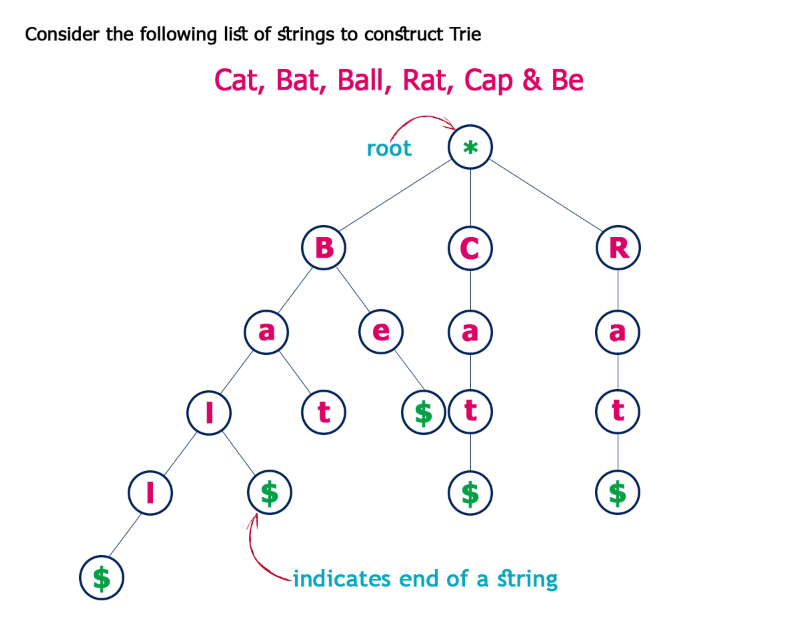 Consider the following list of strings to construct Trie
Cat, Bat, Ball, Rat, Cap & Be
root *
B C R
a e a a
l t $ t t
l $ $ $
$
indicates end of a string